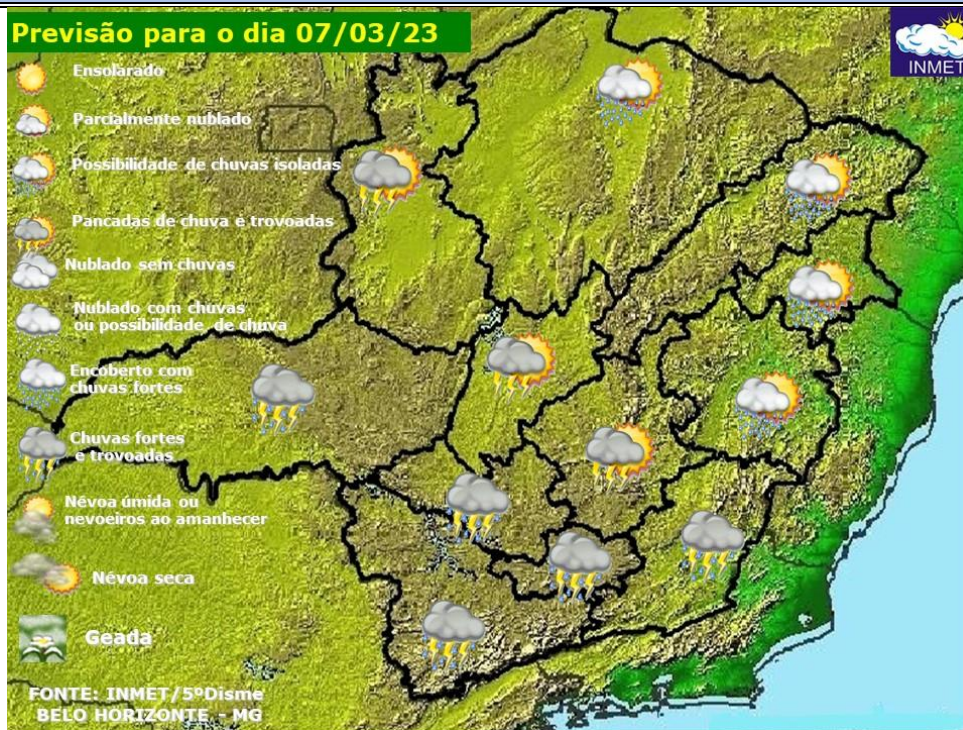 Previsão para o dia 07/03/23
INMET
Ensolarado
Parcialmente nublado
Possibilidade de chuvas isoladas
Pancadas de chuva e trovoadas
Nublado sem chuvas
Nublado com chuvas
ou possibilidade de chuva
Encoberto com
chuvas fortes
Chuvas fortes
e trovoadas
Névoa úmida ou
nevoeiros ao amanhecer
Névoa seca
Geada
FONTE: INMET/5ºDisme
BELO HORIZONTE - MG